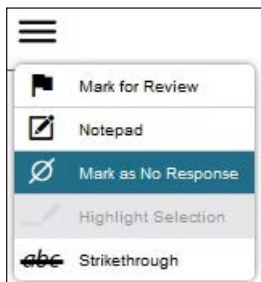 Mark for Review
Notepad
Mark as No Response
Highlight Selection
abc Strikethrough